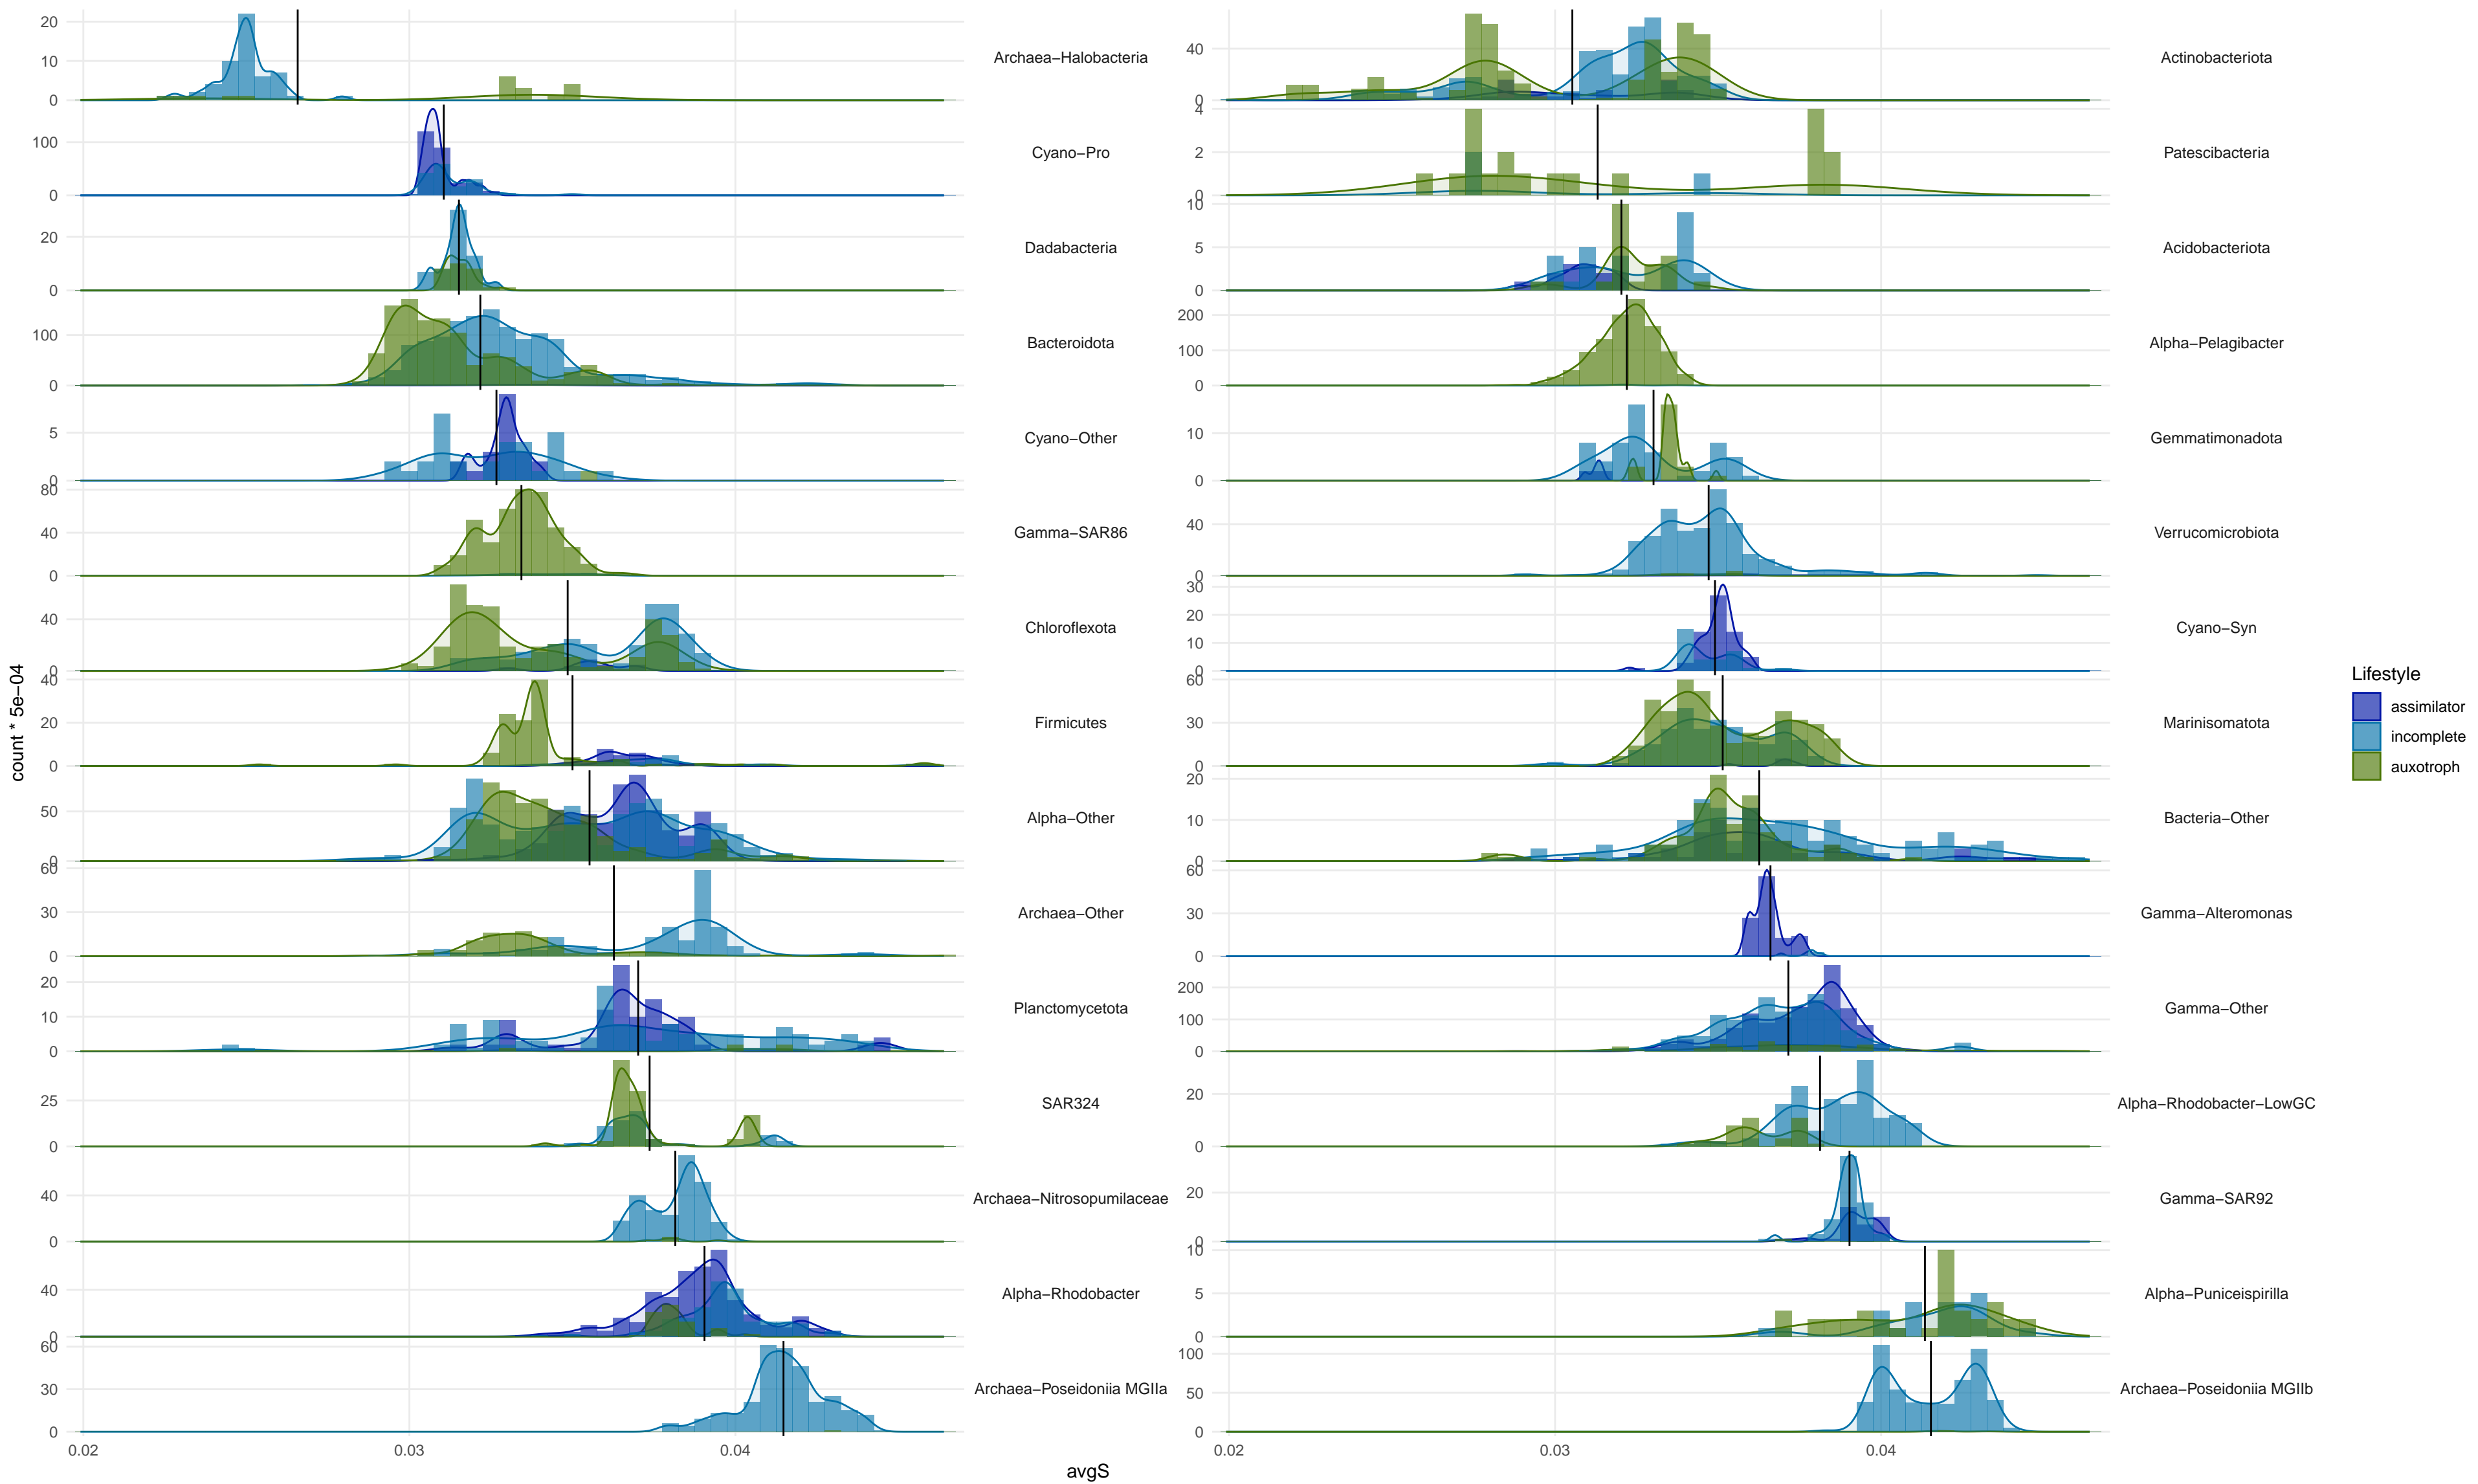 20
10
0
Archaea−Halobacteria
100
0
Cyano−Pro
20
0
Dadabacteria
100
0
Bacteroidota
5
0
Cyano−Other
80
40
0
Gamma−SAR86
40
0
Chloroflexota
40
20
0
Firmicutes
50
0
Alpha−Other
60
30
0
Archaea−Other
20
10
0
Planctomycetota
25
0
SAR324
40
0
Archaea−Nitrosopumilaceae
40
0
Alpha−Rhodobacter
60
30
0
Archaea−Poseidoniia MGIIa
0.02 0.03 0.04
40
0
Actinobacteriota
4
2
0
Patescibacteria
10
5
0
Acidobacteriota
200
100
0
Alpha−Pelagibacter
10
0
Gemmatimonadota
40
0
Verrucomicrobiota
30
20
10
0
Cyano−Syn
60
30
0
Marinisomatota
20
10
0
Bacteria−Other
60
30
0
Gamma−Alteromonas
200
100
0
Gamma−Other
20
0
Alpha−Rhodobacter−LowGC
20
0
Gamma−SAR92
10
5
0
Alpha−Puniceispirilla
100
50
0
Archaea−Poseidoniia MGIIb
0.02 0.03 0.04
count * 5e−04
avgS
Lifestyle
assimilator
incomplete
auxotroph